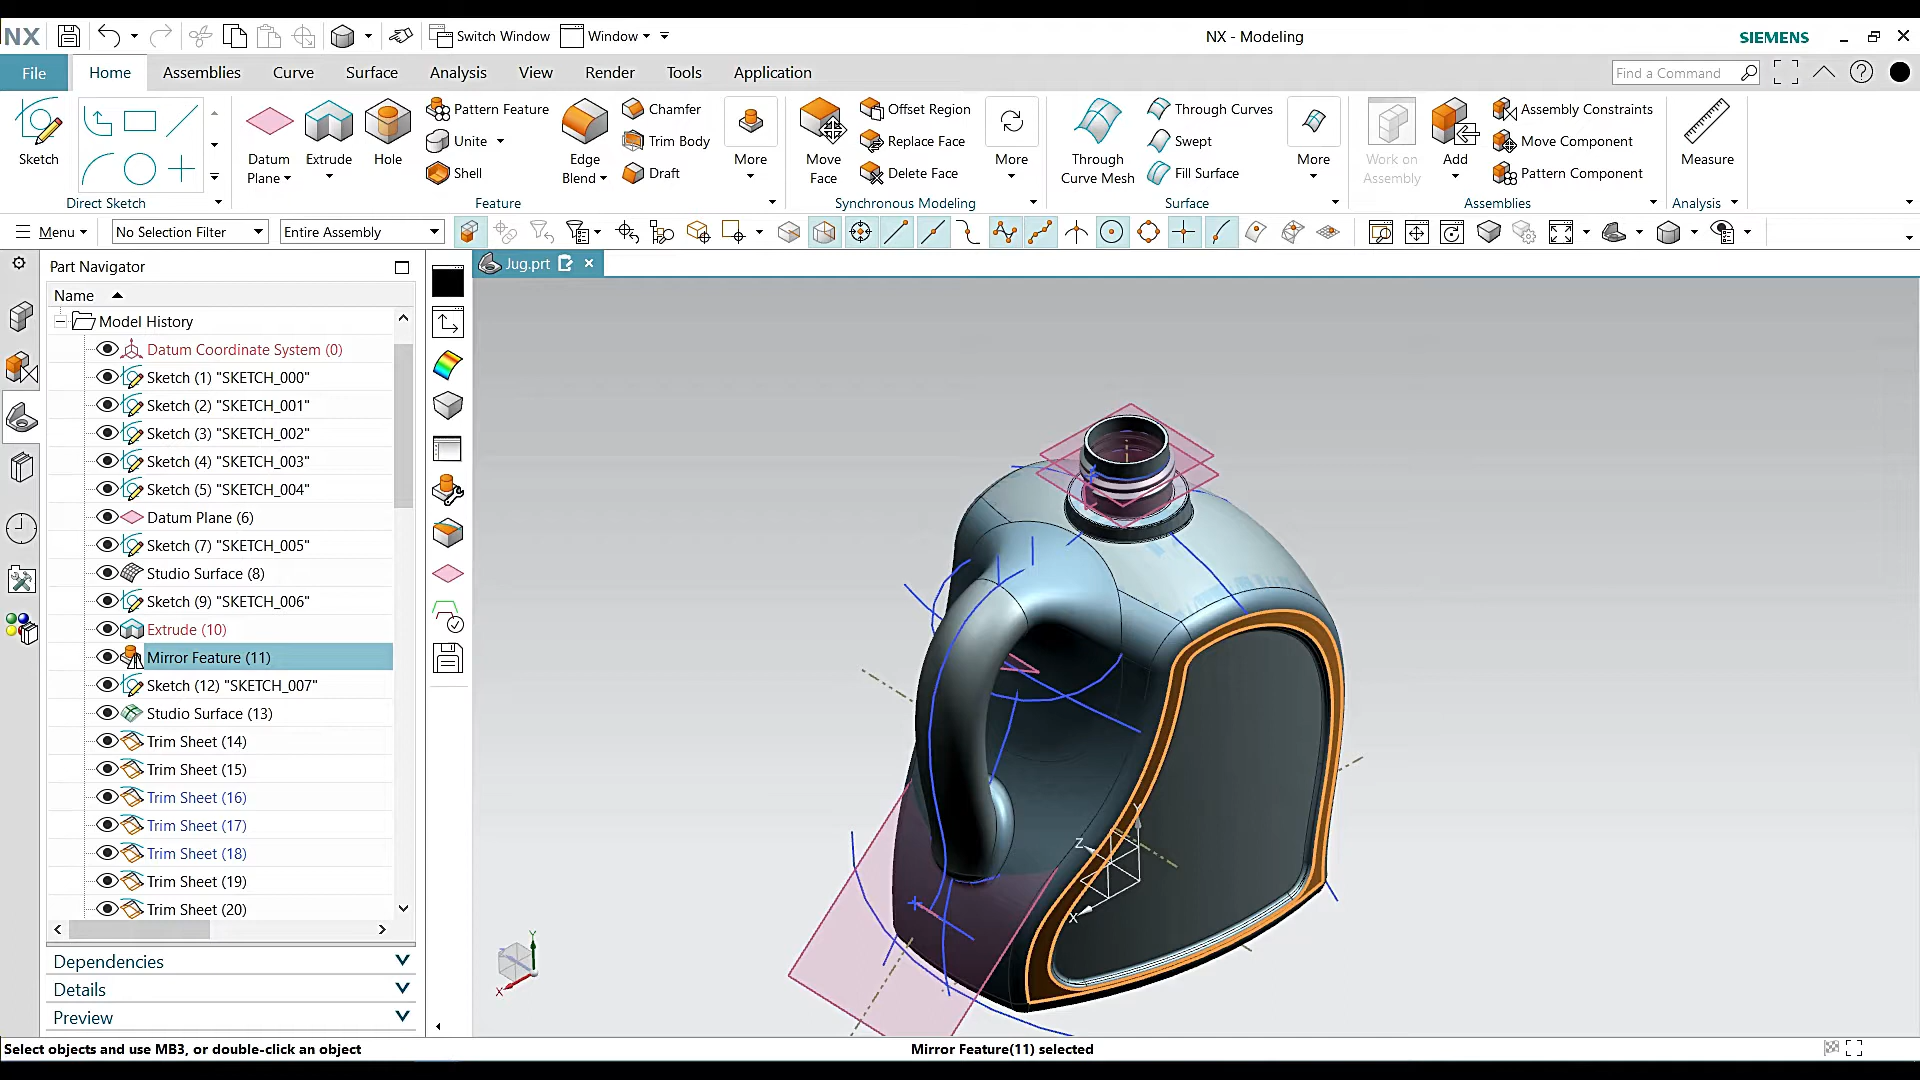 NX
Switch Window
Window
NX - Modeling
SIEMENS
File
Home
Assemblies
Curve
Surface
Analysis
View
Render
Tools
Application
Find a Command
Sketch
Direct Sketch
Datum
Plane
Extrude
Hole
Pattern Feature
Unite
Shell
Edge
Blend
Chamfer
Trim Body
Draft
More
Feature
Move
Face
Offset Region
Replace Face
Delete Face
More
Synchronous Modeling
Through
Curve Mesh
Through Curves
Swept
Fill Surface
More
Surface
Work on
Assembly
Add
Assembly Constraints
Move Component
Pattern Component
Assemblies
Measure
Analysis
Menu
No Selection Filter
Entire Assembly
Part Navigator
Jug.prt
Name
Model History
Datum Coordinate System (0)
Sketch (1) "SKETCH_000"
Sketch (2) "SKETCH_001"
Sketch (3) "SKETCH_002"
Sketch (4) "SKETCH_003"
Sketch (5) "SKETCH_004"
Datum Plane (6)
Sketch (7) "SKETCH_005"
Studio Surface (8)
Sketch (9) "SKETCH_006"
Extrude (10)
Mirror Feature (11)
Sketch (12) "SKETCH_007"
Studio Surface (13)
Trim Sheet (14)
Trim Sheet (15)
Trim Sheet (16)
Trim Sheet (17)
Trim Sheet (18)
Trim Sheet (19)
Trim Sheet (20)
Dependencies
Details
Preview
Y
Z
X
Y
X
Select objects and use MB3, or double-click an object
Mirror Feature(11) selected